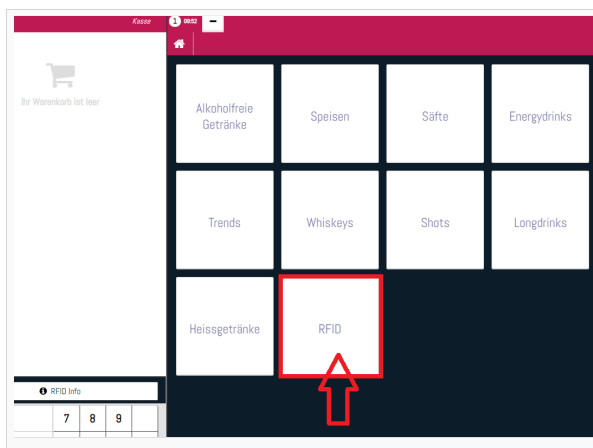 Kasse
1 09:52 −
Ihr Warenkorb ist leer
Alkoholfreie
Getränke
Speisen
Säfte
Energydrinks
Trends
Whiskeys
Shots
Longdrinks
Heissgetränke
RFID
RFID Info
7 8 9